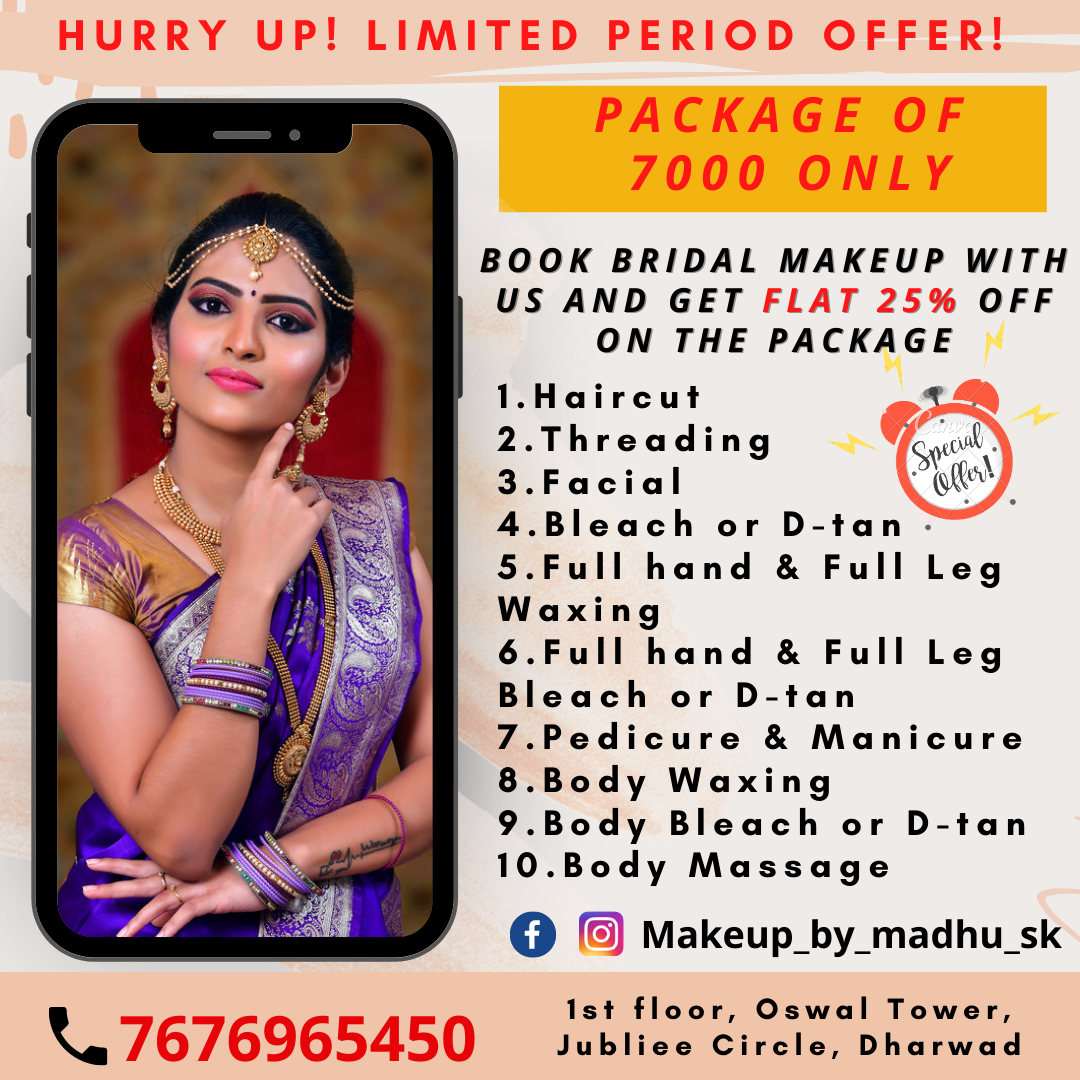 HURRY UP! LIMITED PERIOD OFFER!
PACKAGE OF
7000 ONLY
BOOK BRIDAL MAKEUP WITH
US AND GET FLAT 25% OFF
ON THE PACKAGE
1.Haircut
2.Threading
3.Facial
4.Bleach or D-tan
5.Full hand & Full Leg
Waxing
6.Full hand & Full Leg
Bleach or D-tan
7.Pedicure & Manicure
8.Body Waxing
9.Body Bleach or D-tan
10.Body Massage
Canva
Special
Offer!
Makeup_by_madhu_sk
7676965450
1st floor, Oswal Tower,
Jubliee Circle, Dharwad